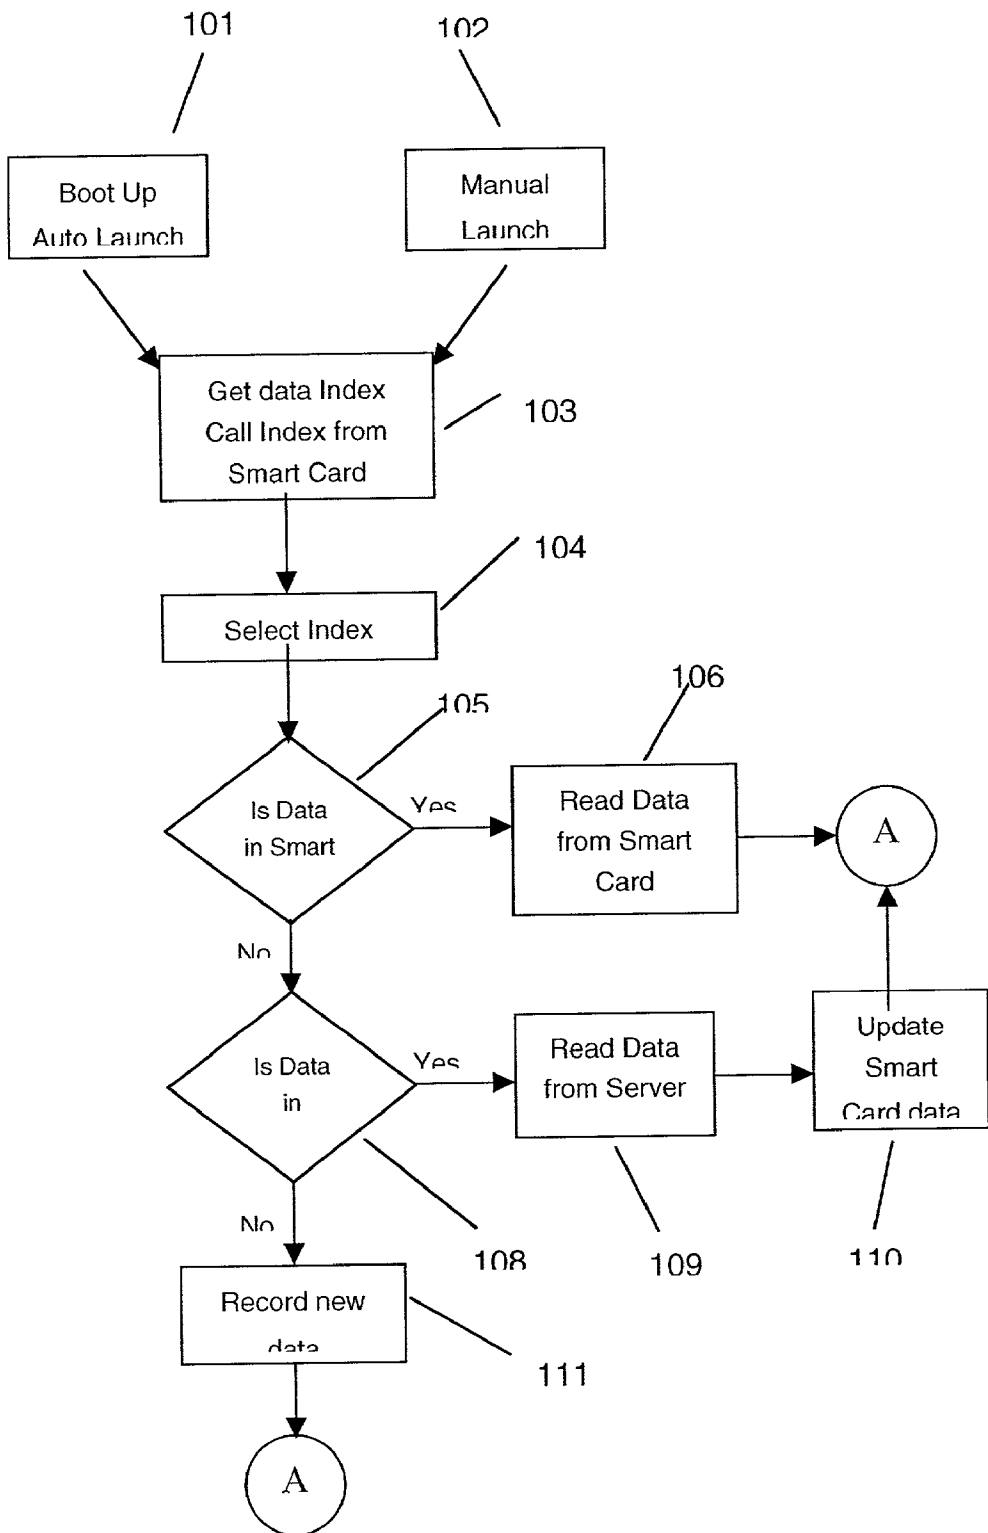 101
102
Boot Up
Auto Launch
Manual
Launch
Get data Index
Call Index from
Smart Card
103
104
Select Index
105
106
Is Data
in Smart
Yes
Read Data
from Smart
Card
A
No
Is Data
in
Yes
Read Data
from Server
Update
Smart
Card data
No
108
109
110
Record new
data
111
A